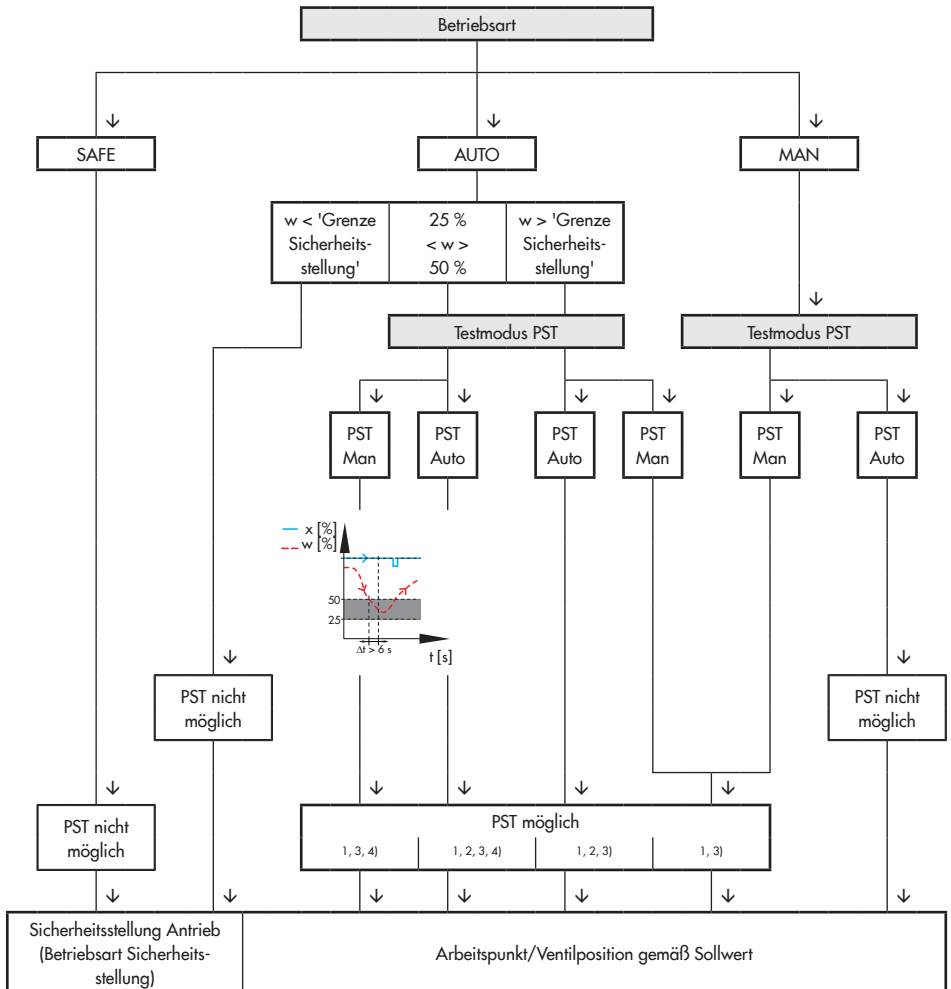 Betriebsart
SAFE
AUTO
MAN
w < 'Grenze
Sicherheits-
stellung'
25 %
< w >
50 %
w > 'Grenze
Sicherheits-
stellung'
Testmodus PST
Testmodus PST
PST
Man
PST
Auto
PST
Auto
PST
Man
PST
Man
PST
Auto
x [%]
w [%]
50
25
Δt > 6 s
t [s]
PST nicht
möglich
PST nicht
möglich
PST nicht
möglich
PST möglich
1, 3, 4)
1, 2, 3, 4)
1, 2, 3)
1, 3)
Sicherheitsstellung Antrieb
(Betriebsart Sicherheits-
stellung)
Arbeitspunkt/Ventilposition gemäß Sollwert